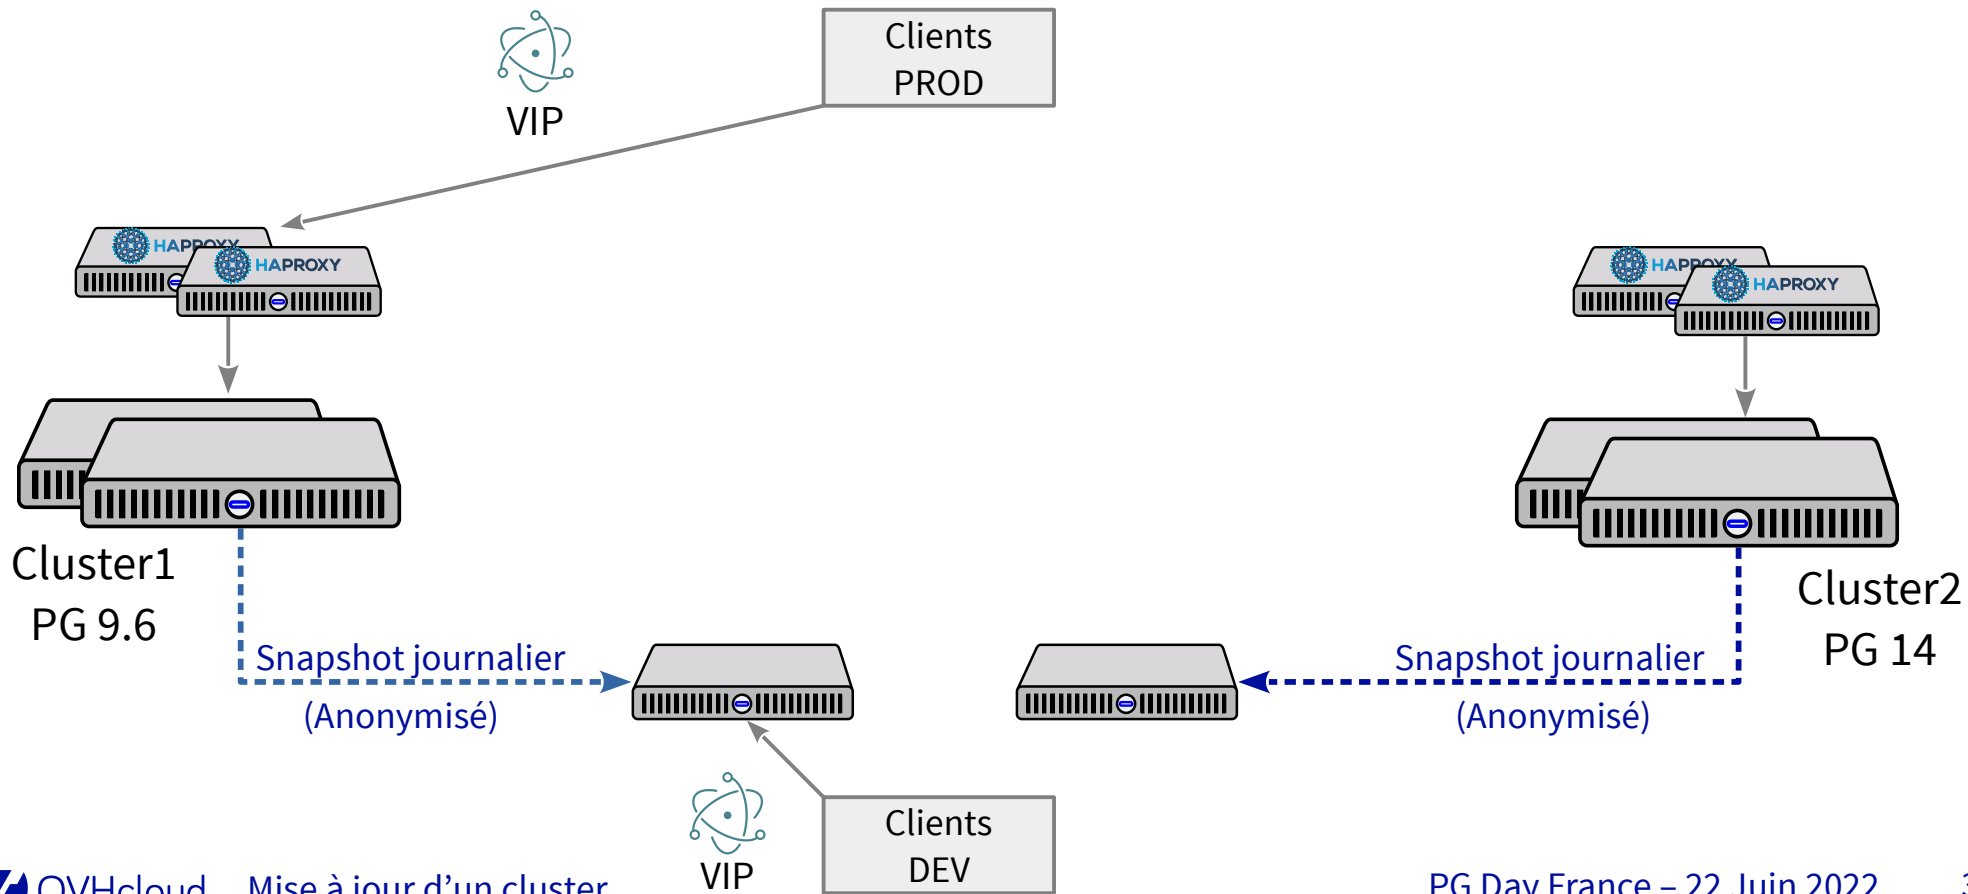 Clients
PROD
VIP
HAPROXY
HAPROXY
HAPROXY
HAPROXY
Cluster1
PG 9.6
Cluster2
PG 14
Snapshot journalier
(Anonymisé)
Snapshot journalier
(Anonymisé)
VIP
Clients
DEV
OVHcloud
Mise à jour d'un cluster
PG Day France – 22 Juin 2022